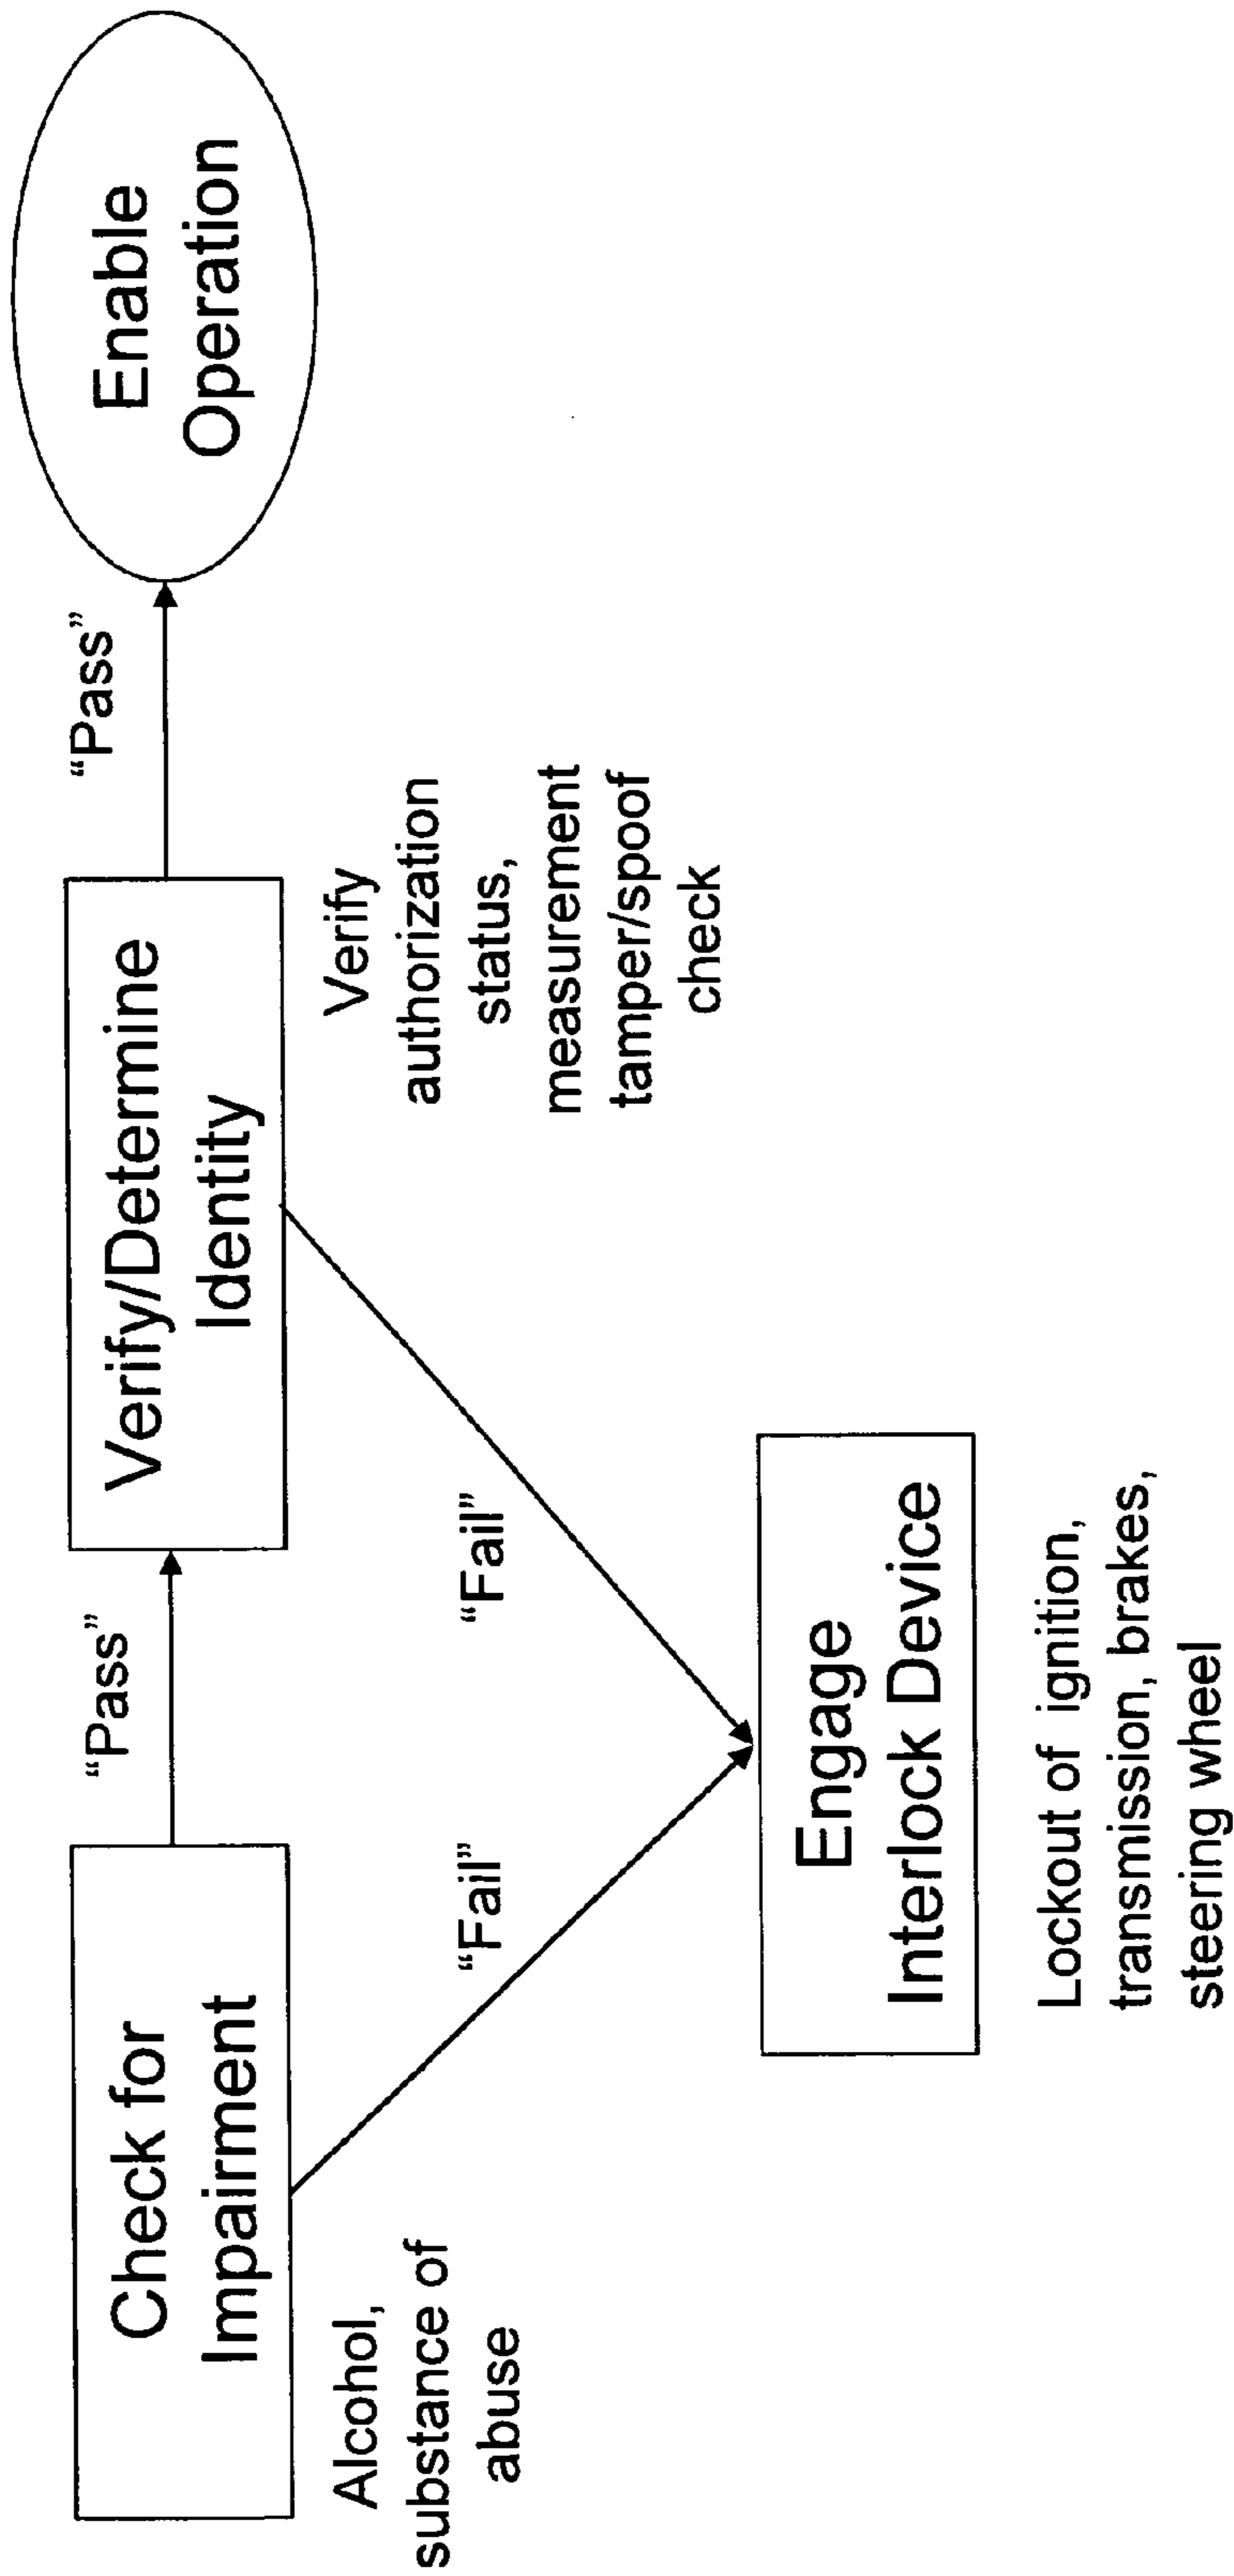 Check for
Impairment
Alcohol,
substance of
abuse
“Pass”
“Fail”
Verify/Determine
Identity
Verify
authorization
status,
measurement
tamper/spoof
check
“Pass”
“Fail”
Enable
Operation
Engage
Interlock Device
Lockout of ignition,
transmission, brakes,
steering wheel